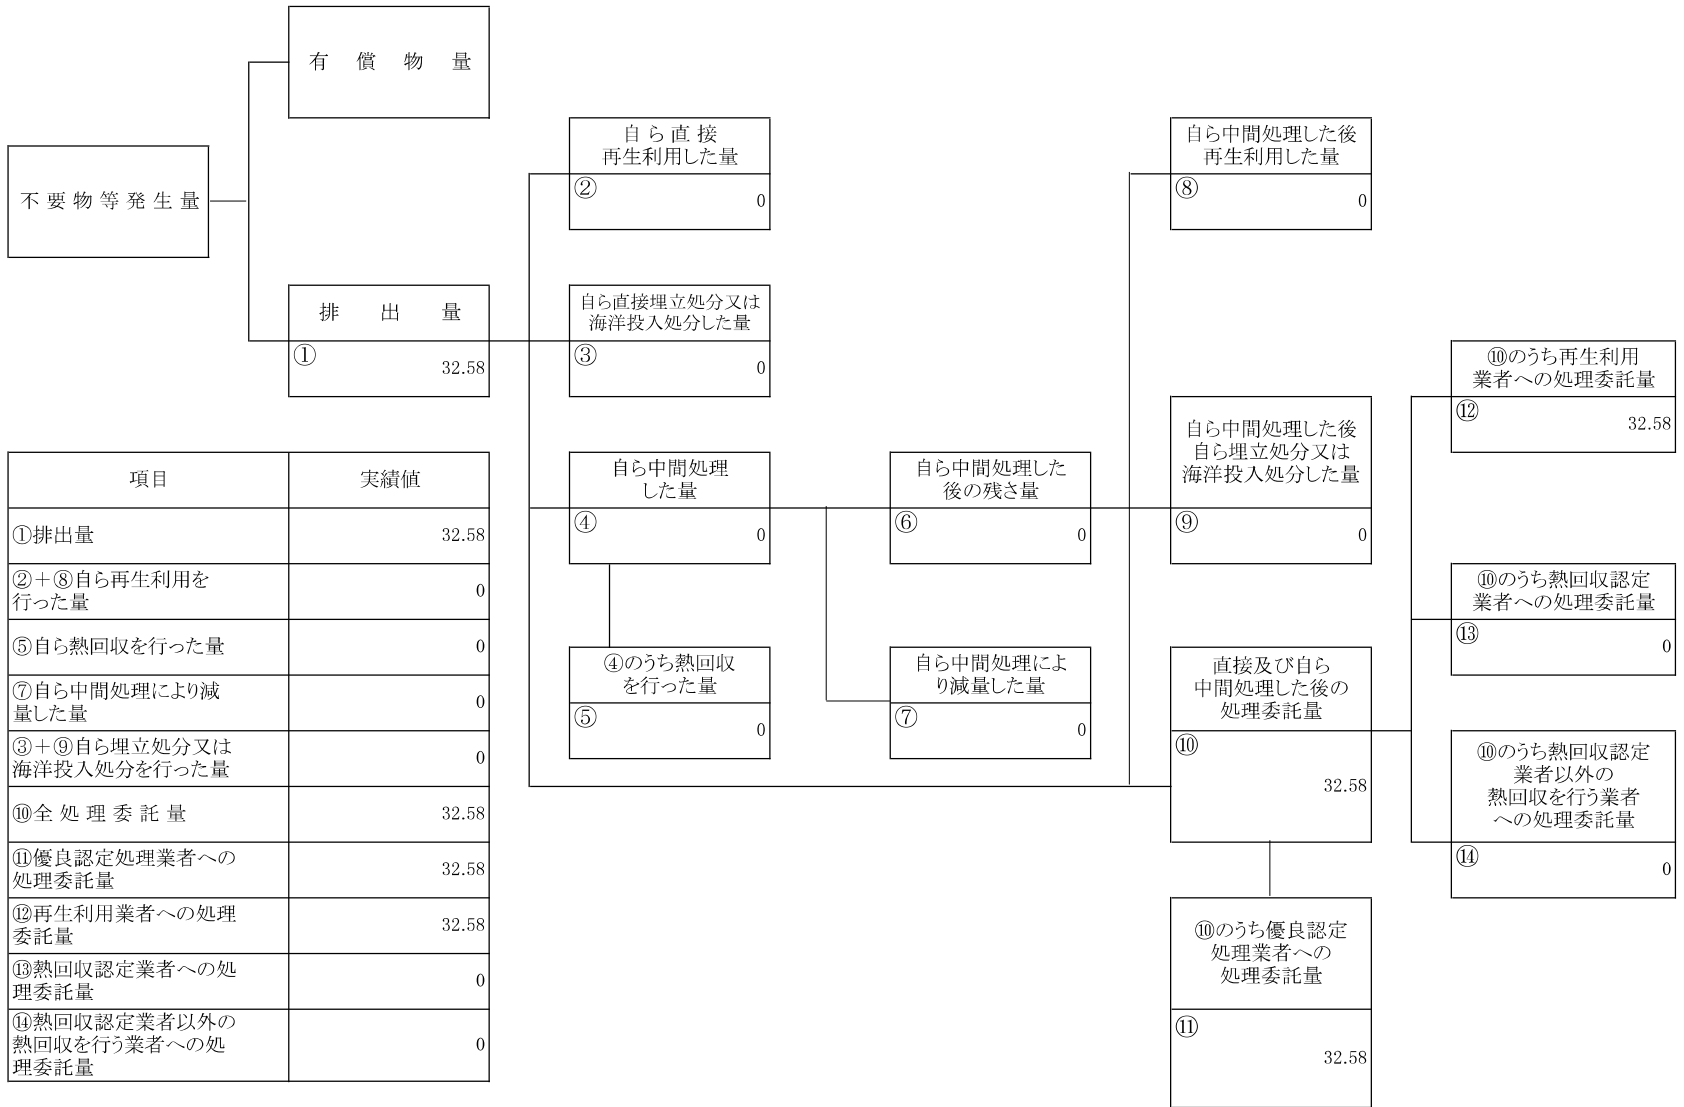 有償物量
不要物等発生量
排出量
①
32.58
自ら直接
再生利用した量
②
0
自ら直接埋立処分又は
海洋投入処分した量
③
0
自ら中間処理
した量
④
0
④のうち熱回収
を行った量
⑤
0
自ら中間処理した
後の残さ量
⑥
0
自ら中間処理によ
り減量した量
⑦
0
自ら中間処理した後
再生利用した量
⑧
0
自ら中間処理した後
自ら埋立処分又は
海洋投入処分した量
⑨
0
直接及び自ら
中間処理した後の
処理委託量
⑩
32.58
⑩のうち優良認定
処理業者への
処理委託量
⑪
32.58
⑩のうち再生利用
業者への処理委託量
⑫
32.58
⑩のうち熱回収認定
業者への処理委託量
⑬
0
⑩のうち熱回収認定
業者以外の
熱回収を行う業者
への処理委託量
⑭
0
項目 実績値
①排出量 32.58
②＋⑧自ら再生利用を
行った量 0
⑤自ら熱回収を行った量 0
⑦自ら中間処理により減
量した量 0
③＋⑨自ら埋立処分又は
海洋投入処分を行った量 0
⑩全処理委託量 32.58
⑪優良認定処理業者への
処理委託量 32.58
⑫再生利用業者への処理
委託量 32.58
⑬熱回収認定業者への処
理委託量 0
⑭熱回収認定業者以外の
熱回収を行う業者への処
理委託量 0